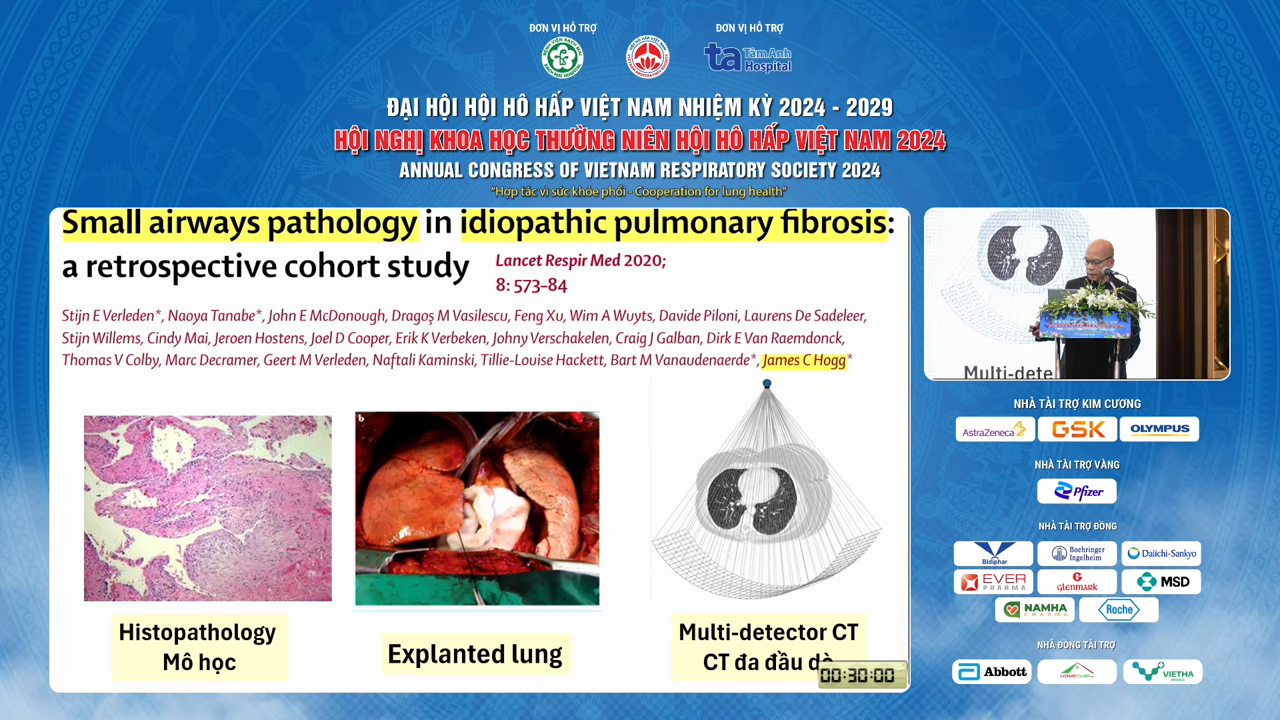 ĐƠN VỊ HỖ TRỢ
ĐƠN VỊ HỖ TRỢ
ta TâmAnh Hospital
ĐẠI HỘI HỘI HÔ HẤP VIỆT NAM NHIỆM KỲ 2024 - 2029
HỘI NGHỊ KHOA HỌC THƯỜNG NIÊN HỘI HÔ HẤP VIỆT NAM 2024
ANNUAL CONGRESS OF VIETNAM RESPIRATORY SOCIETY 2024
"Hợp tác vì sức khỏe phổi - Cooperation for lung health"
Small airways pathology in idiopathic pulmonary fibrosis:
a retrospective cohort study
Lancet Respir Med 2020;
8: 573–84
Stijn E Verleden*, Naoya Tanabe*, John E McDonough, Dragoş M Vasilescu, Feng Xu, Wim A Wuyts, Davide Piloni, Laurens De Sadeleer,
Stijn Willems, Cindy Mai, Jeroen Hostens, Joel D Cooper, Erik K Verbeken, Johny Verschakelen, Craig J Galban, Dirk E Van Raemdonck,
Thomas V Colby, Marc Decramer, Geert M Verleden, Naftali Kaminski, Tillie-Louise Hackett, Bart M Vanaudenaerde*, James C Hogg*
b
Histopathology
Mô học
Explanted lung
Multi-detector CT
CT đa đầu dò
00:30:00
Multi-dete
NHÀ TÀI TRỢ KIM CƯƠNG
AstraZeneca
GSK
OLYMPUS
NHÀ TÀI TRỢ VÀNG
Pfizer
NHÀ TÀI TRỢ ĐỒNG
Bidiphar
Boehringer Ingelheim
Daiichi-Sankyo
EVER PHARMA
GLENMARK
MSD
NAMHA PHARMA
Roche
NHÀ ĐỒNG TÀI TRỢ
Abbott
HOMECARE
VIETHA